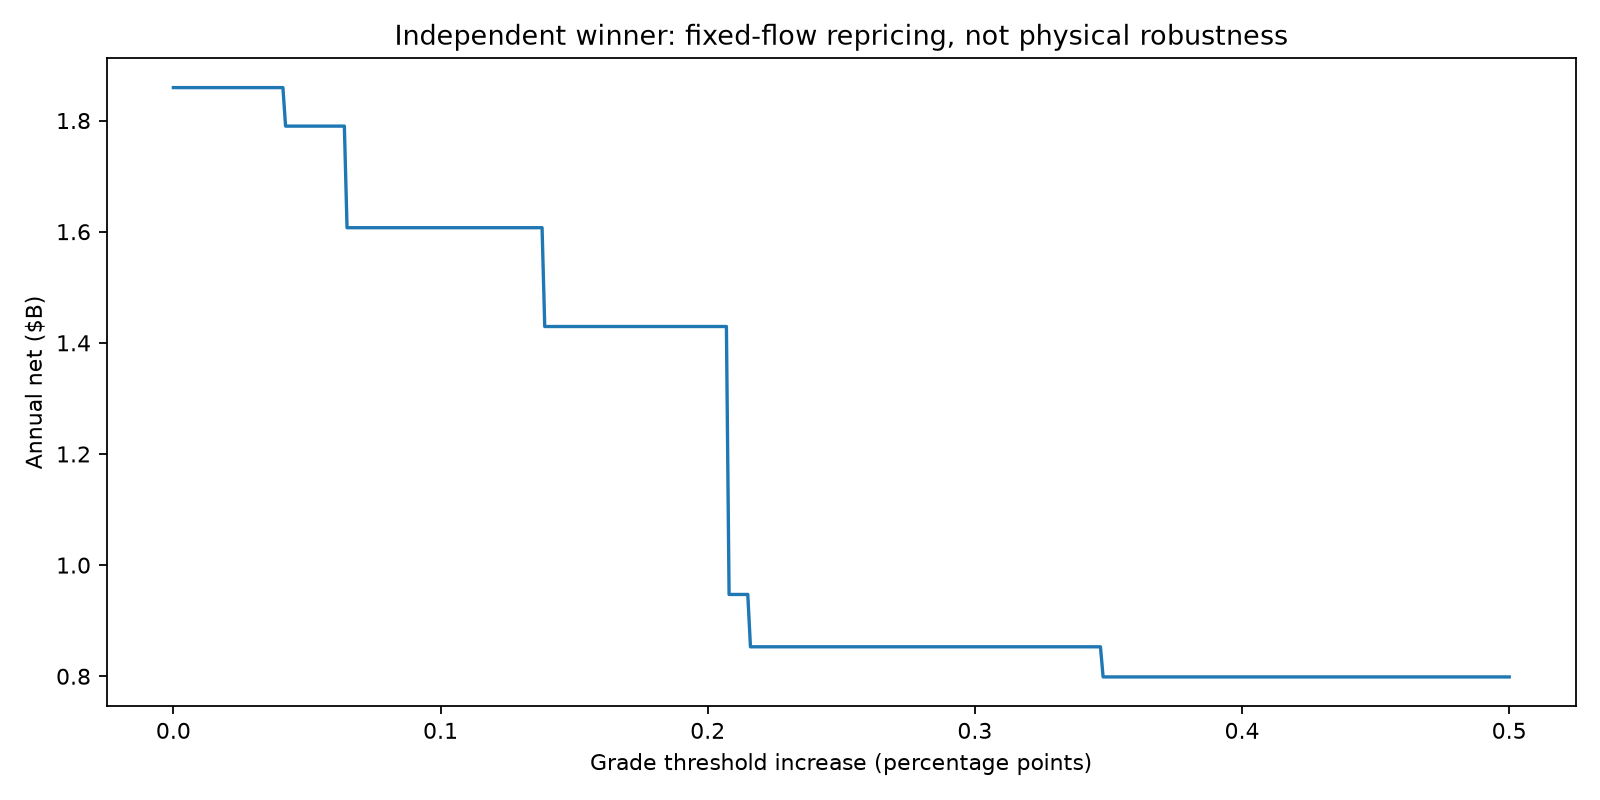 Independent winner: fixed-flow repricing, not physical robustness
Annual net ($B)
1.8
1.6
1.4
1.2
1.0
0.8
0.0 0.1 0.2 0.3 0.4 0.5
Grade threshold increase (percentage points)